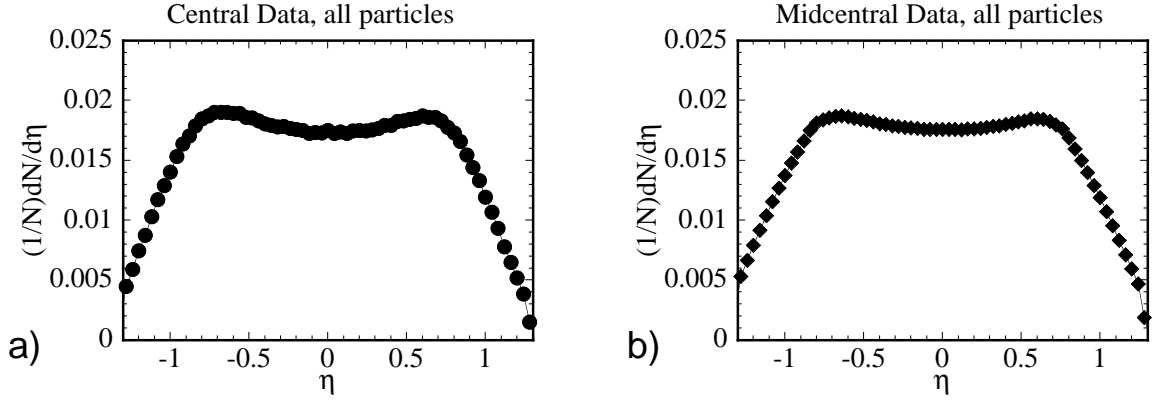 Central Data, all particles
0.025
0.02
0.015
0.01
0.005
0
(1/N)dN/dη
-1 -0.5 0 0.5 1
η
a)
Midcentral Data, all particles
0.025
0.02
0.015
0.01
0.005
0
(1/N)dN/dη
-1 -0.5 0 0.5 1
η
b)